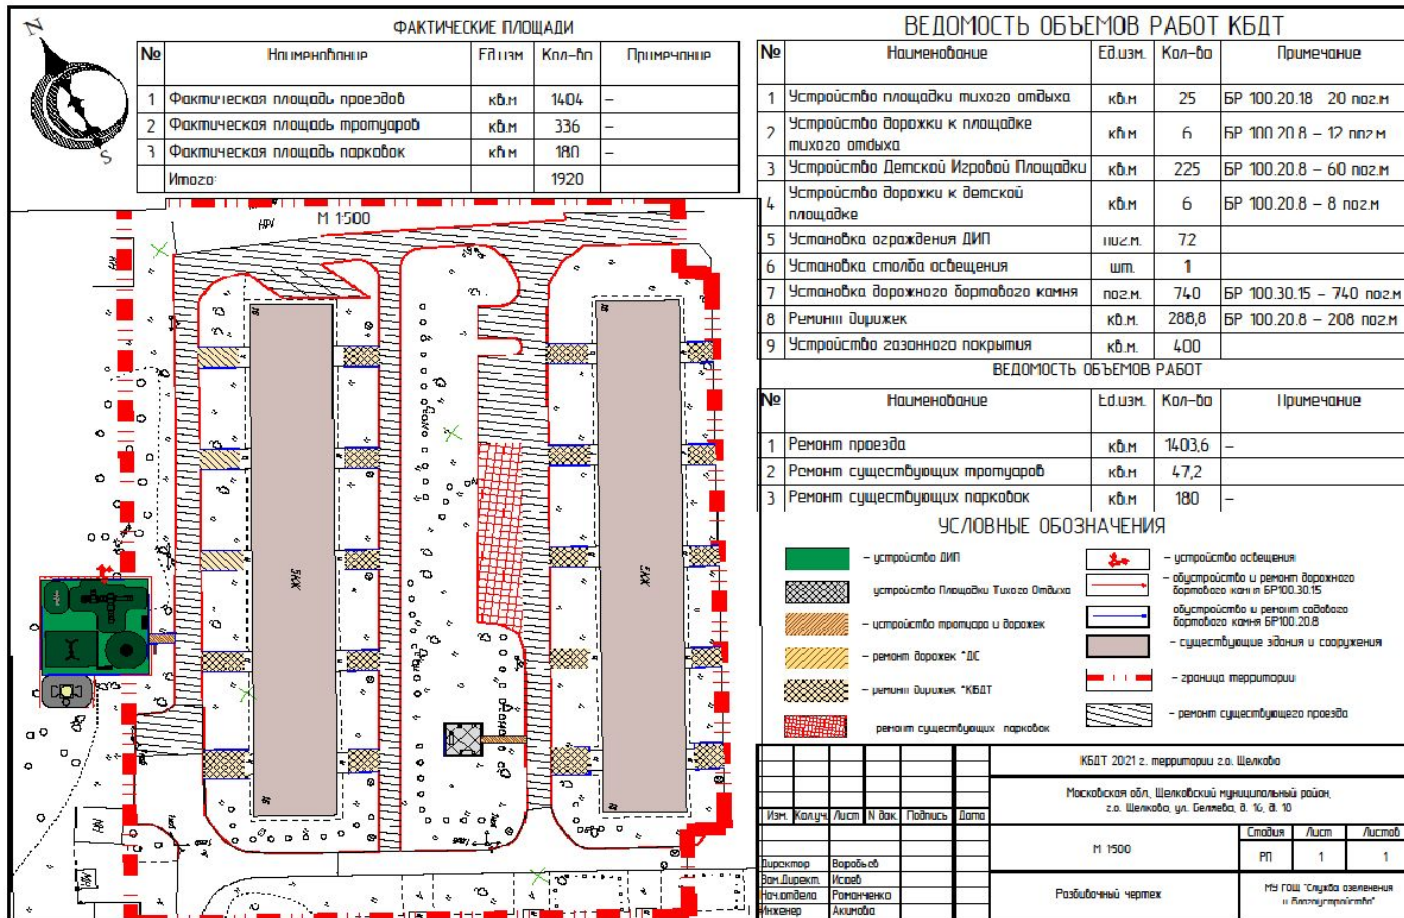 ФАКТИЧЕСКИЕ ПЛОЩАДИ
№ Наименование Ед.изм Кол-во Примечание
1 Фактическая площадь проездов кв.м 1404 –
2 Фактическая площадь тротуаров кв.м 336 –
3 Фактическая площадь парковок кв.м 180 –
Итого: 1920
N
S
М 1:500
5КЖ
5КЖ
ВЕДОМОСТЬ ОБЪЕМОВ РАБОТ КБДТ
№ Наименование Ед.изм. Кол-во Примечание
1 Устройство площадки тихого отдыха кв.м 25 БР 100.20.18 20 пог.м
2 Устройство дорожки к площадке
тихого отдыха кв.м 6 БР 100.20.8 – 12 пог.м
3 Устройство Детской Игровой Площадки кв.м 225 БР 100.20.8 – 60 пог.м
4 Устройство дорожки к детской
площадке кв.м 6 БР 100.20.8 – 8 пог.м
5 Установка ограждения ДИП пог.м. 72
6 Установка столба освещения шт. 1
7 Установка дорожного бортового камня пог.м. 740 БР 100.30.15 – 740 пог.м
8 Ремонт дорожек кв.м. 288,8 БР 100.20.8 – 208 пог.м
9 Устройство газонного покрытия кв.м. 400
ВЕДОМОСТЬ ОБЪЕМОВ РАБОТ
№ Наименование Ед.изм. Кол-во Примечание
1 Ремонт проезда кв.м 1403,6 –
2 Ремонт существующих тротуаров кв.м 47,2
3 Ремонт существующих парковок кв.м 180 –
УСЛОВНЫЕ ОБОЗНАЧЕНИЯ
– устройство ДИП
устройство Площадки Тихого Отдыха
– устройство тротуара и дорожек
– ремонт дорожек "ДС
– ремонт дорожек "КБДТ
ремонт существующих парковок
– устройство освещения
– обустройство и ремонт дорожного
бортового камня БР100.30.15
обустройство и ремонт садового
бортового камня БР100.20.8
– существующие здания и сооружения
– граница территории
– ремонт существующего проезда
КБДТ 2021 г. территории г.о. Щелково
Московская обл., Щелковский муниципальный район,
г.о. Щелково, ул. Беляева, д. 16, д. 18
Изм. Кол.уч Лист N док. Подпись Дата
М 1:500
Стадия Лист Листов
РП 1 1
Директор Воробьев
Зам.Директ. Исаев
Нач.отдела Романченко
Инженер Акимова
Разбивочный чертеж
МУ ГОЩ "Служба озеленения
и благоустройства"